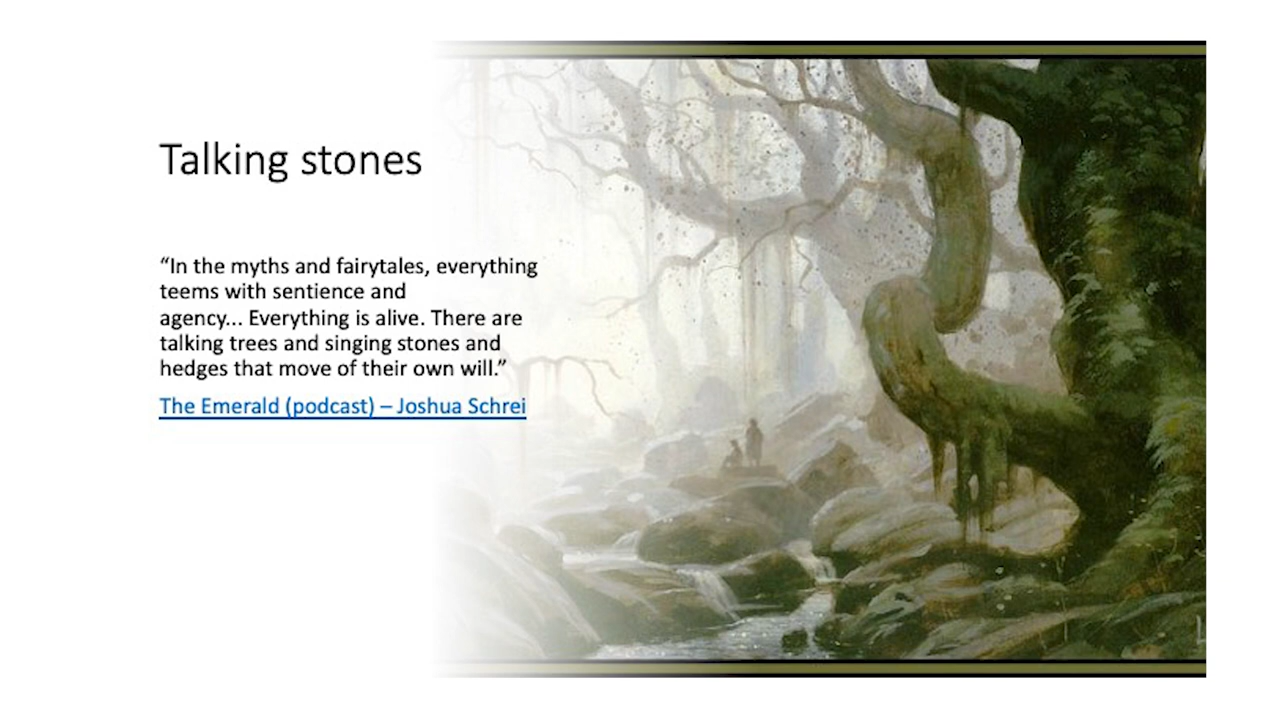 Talking stones
“In the myths and fairytales, everything
teems with sentience and
agency... Everything is alive. There are
talking trees and singing stones and
hedges that move of their own will.”
The Emerald (podcast) – Joshua Schrei